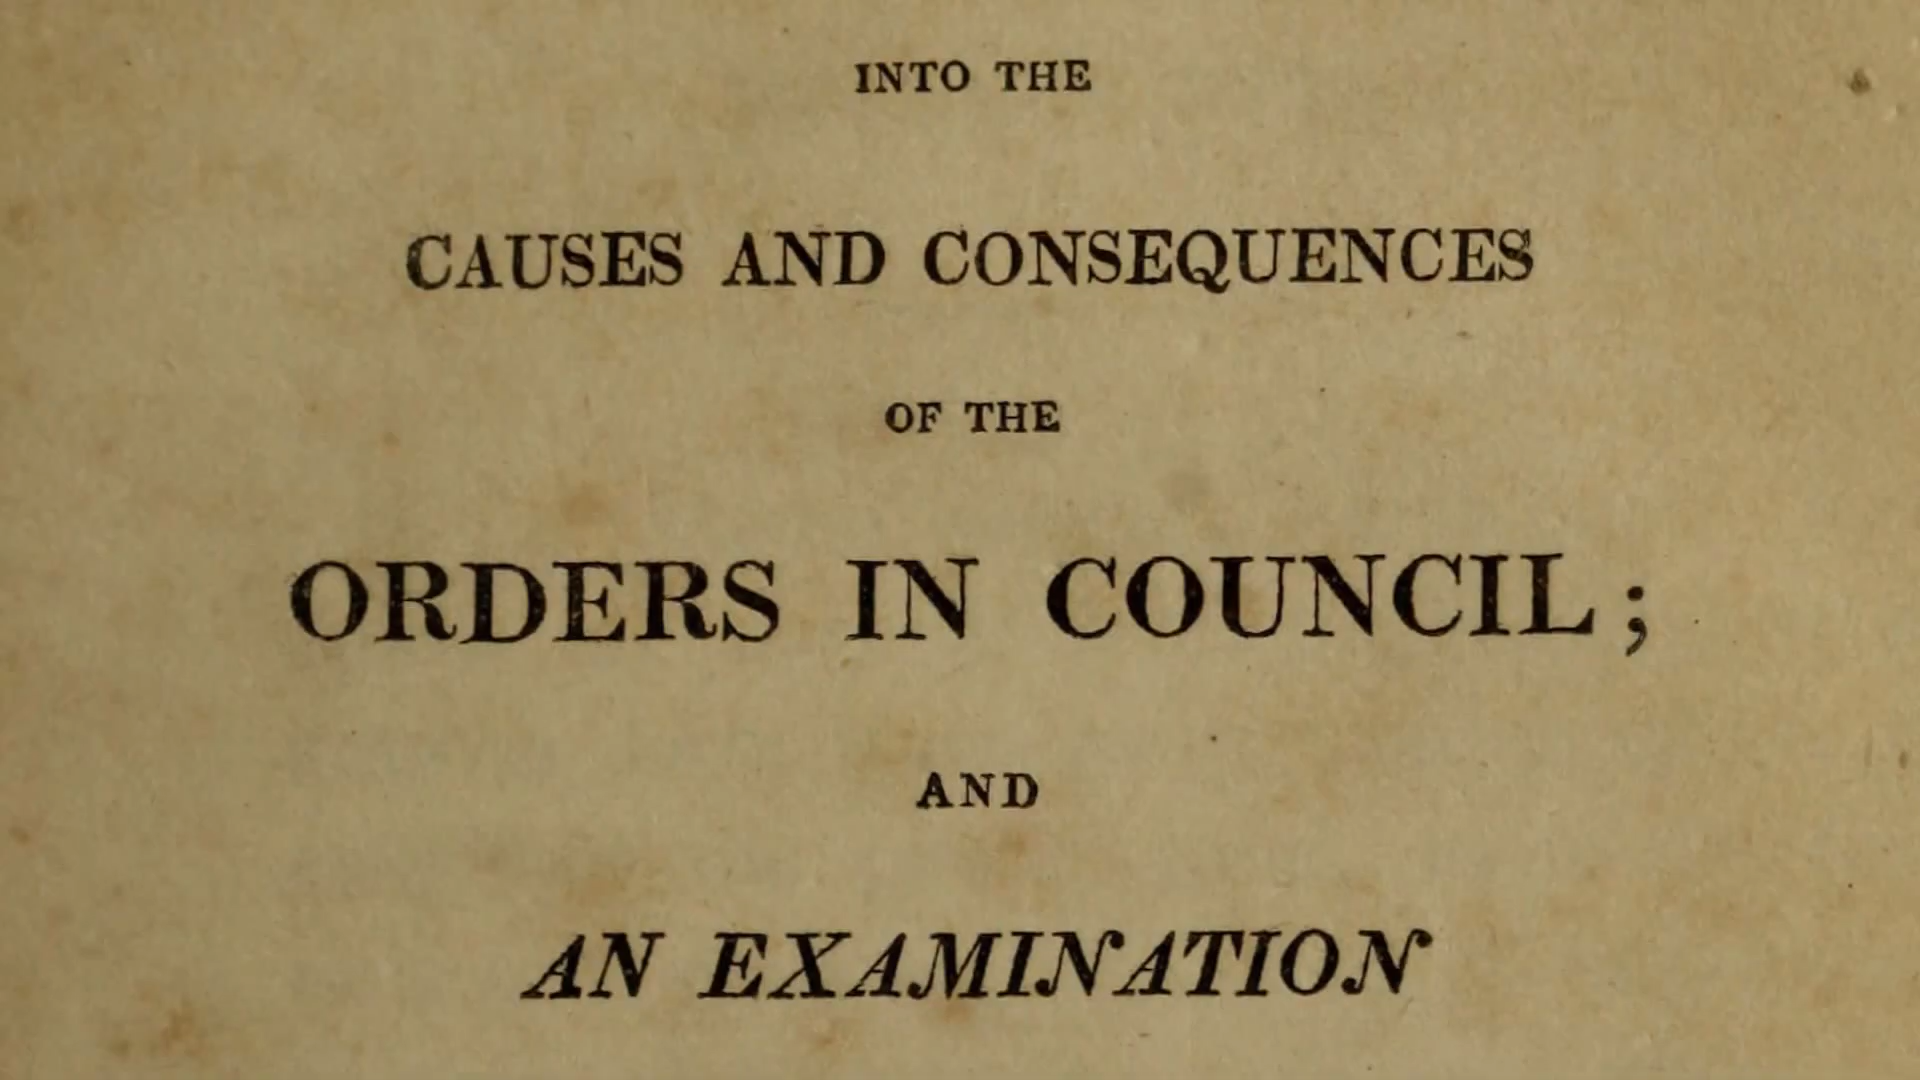 INTO THE
CAUSES AND CONSEQUENCES
OF THE
ORDERS IN COUNCIL;
AND
AN EXAMINATION